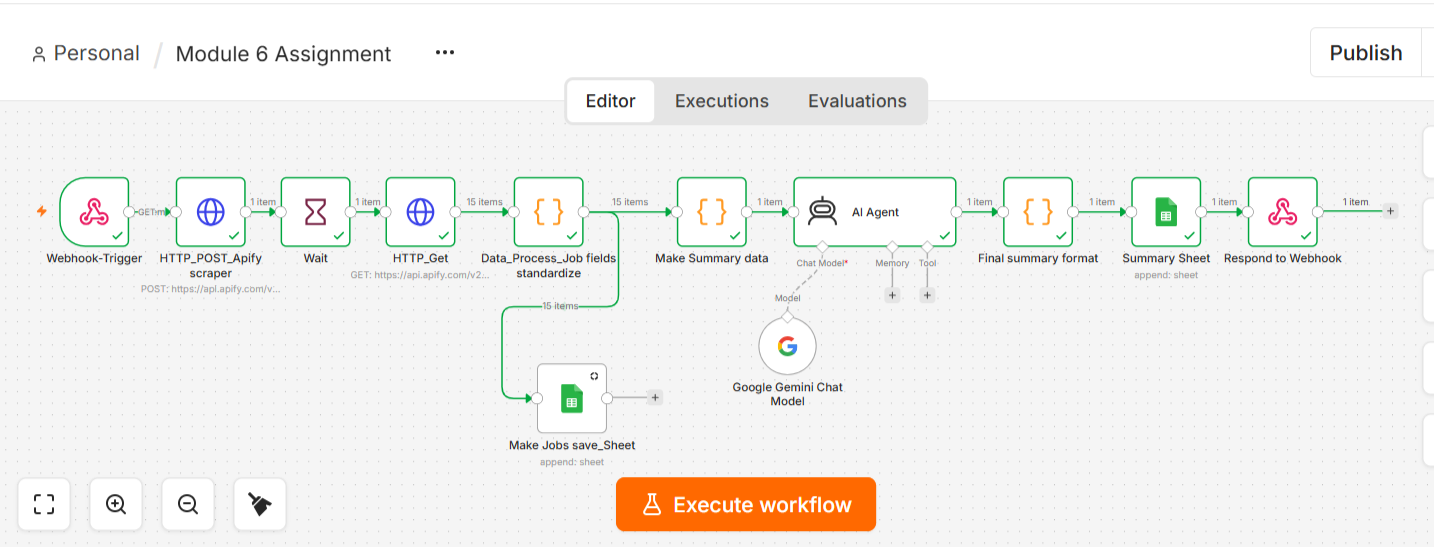 Personal / Module 6 Assignment ...
Publish
Editor Executions Evaluations
Webhook-Trigger
HTTP_POST_Apify
scraper
POST: https://api.apify.com/v...
1 item
Wait
1 item
HTTP_Get
GET: https://api.apify.com/v2...
15 items
Data_Process_Job fields
standardize
15 items
Make Summary data
1 item
AI Agent
Chat Model*
Memory
Tool
1 item
Final summary format
1 item
Summary Sheet
append: sheet
1 item
Respond to Webhook
1 item
15 items
Model
Google Gemini Chat
Model
Make Jobs save_Sheet
append: sheet
Execute workflow